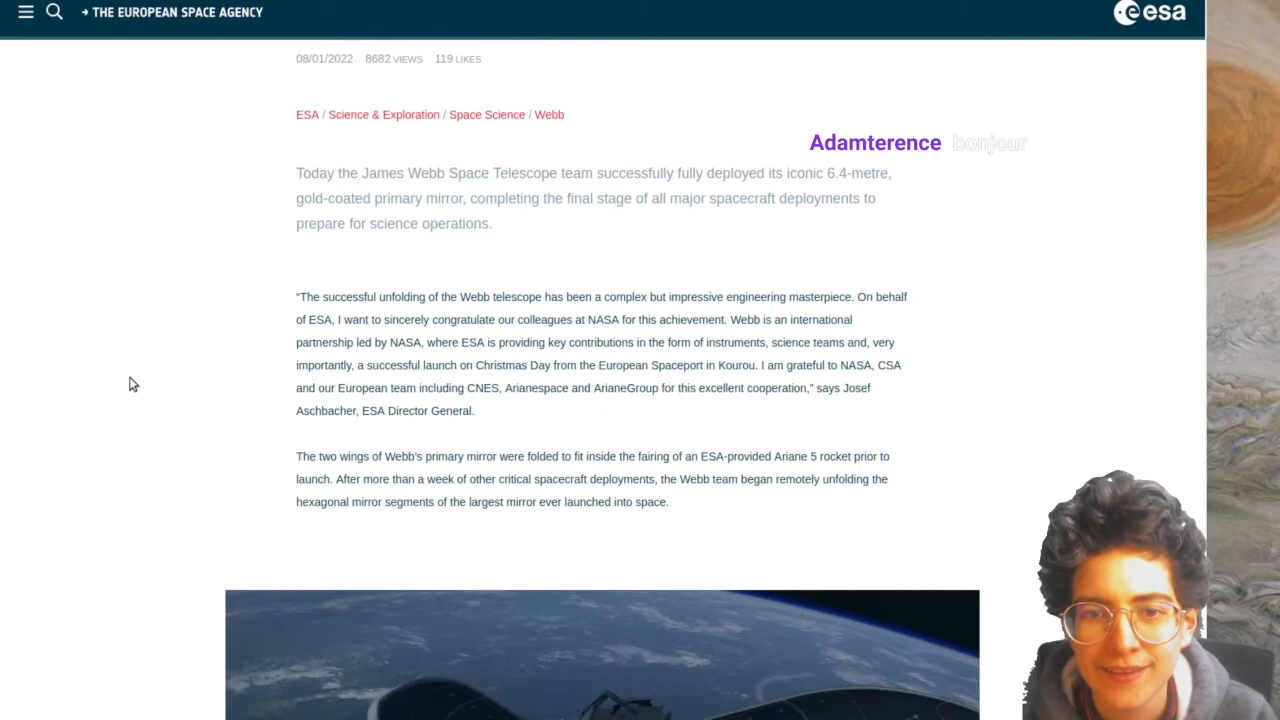 → THE EUROPEAN SPACE AGENCY
esa
08/01/2022 8682 VIEWS 119 LIKES
ESA / Science & Exploration / Space Science / Webb
Adamterence bonjour
Today the James Webb Space Telescope team successfully fully deployed its iconic 6.4-metre,
gold-coated primary mirror, completing the final stage of all major spacecraft deployments to
prepare for science operations.
“The successful unfolding of the Webb telescope has been a complex but impressive engineering masterpiece. On behalf
of ESA, I want to sincerely congratulate our colleagues at NASA for this achievement. Webb is an international
partnership led by NASA, where ESA is providing key contributions in the form of instruments, science teams and, very
importantly, a successful launch on Christmas Day from the European Spaceport in Kourou. I am grateful to NASA, CSA
and our European team including CNES, Arianespace and ArianeGroup for this excellent cooperation,” says Josef
Aschbacher, ESA Director General.
The two wings of Webb’s primary mirror were folded to fit inside the fairing of an ESA-provided Ariane 5 rocket prior to
launch. After more than a week of other critical spacecraft deployments, the Webb team began remotely unfolding the
hexagonal mirror segments of the largest mirror ever launched into space.